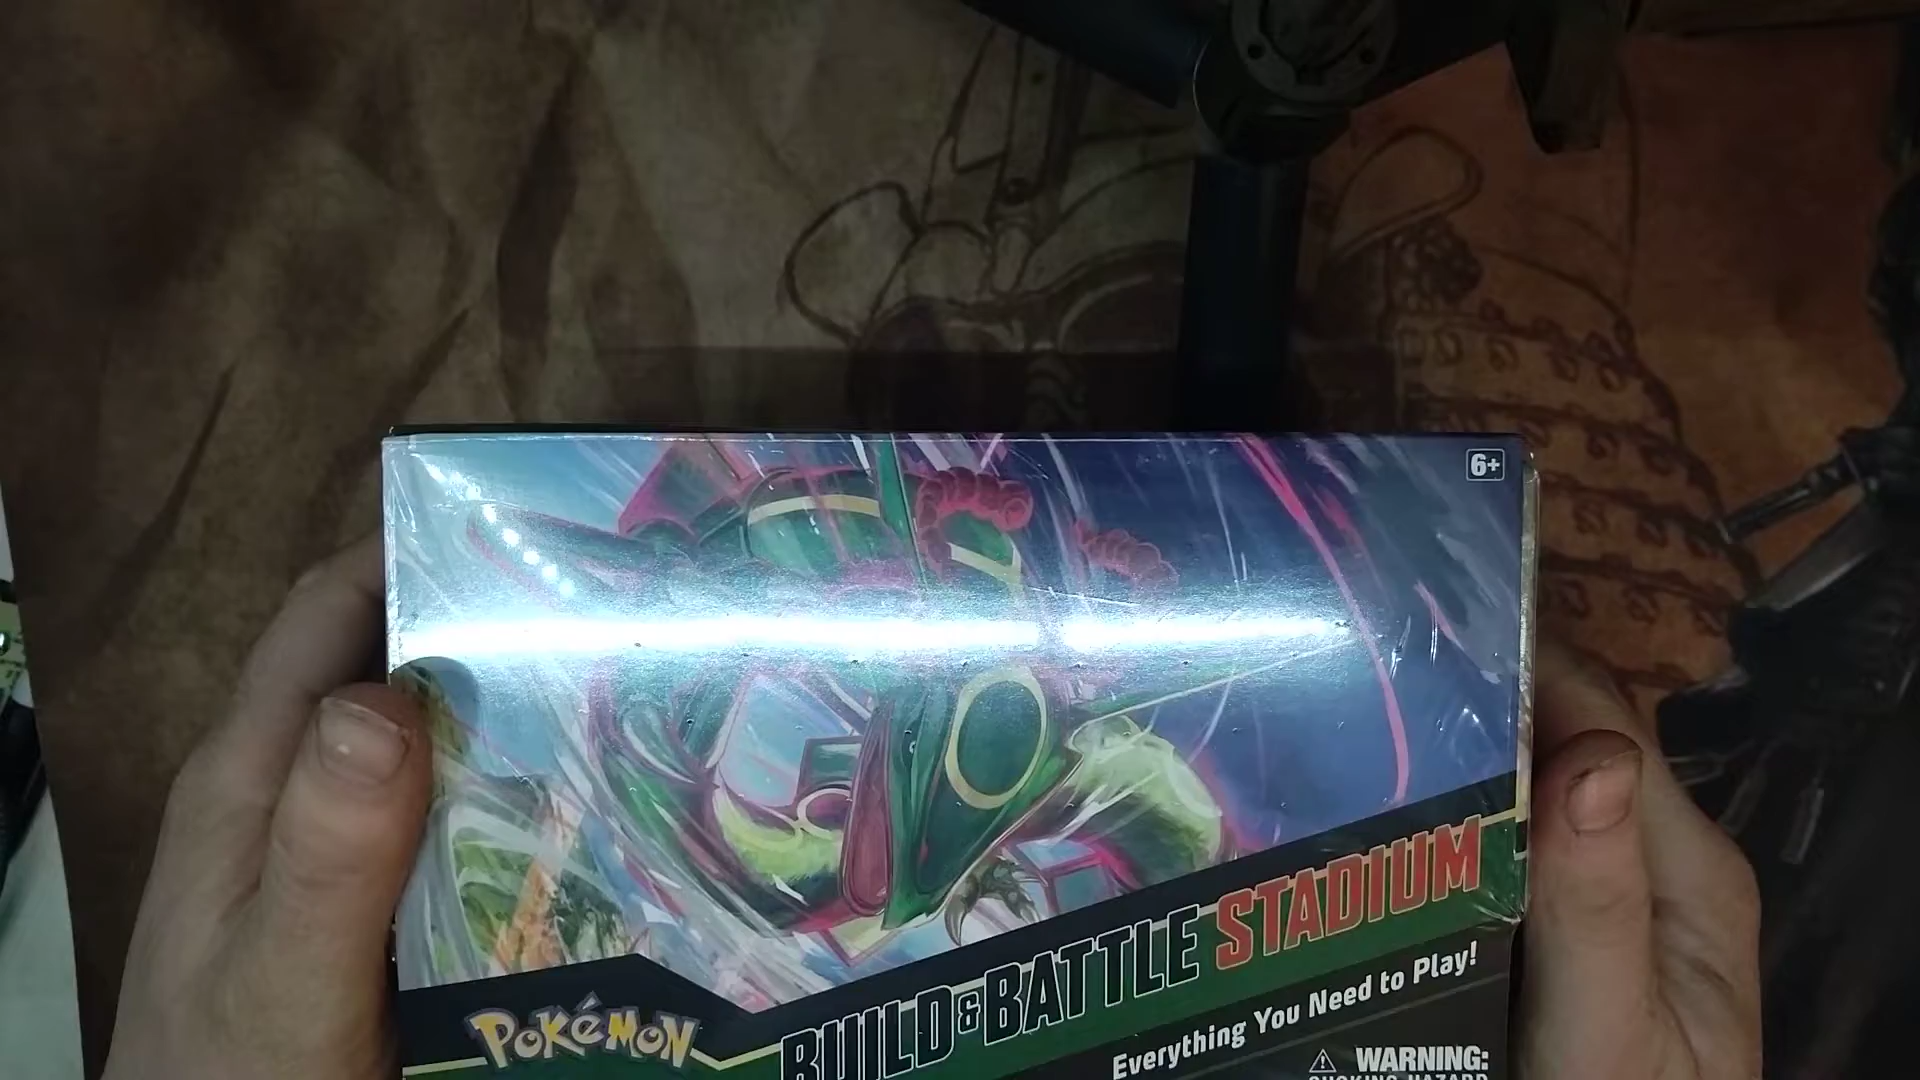 6+
BUILD & BATTLE STADIUM
Everything You Need to Play!
POKéMON
⚠ WARNING:
CHOKING HAZARD